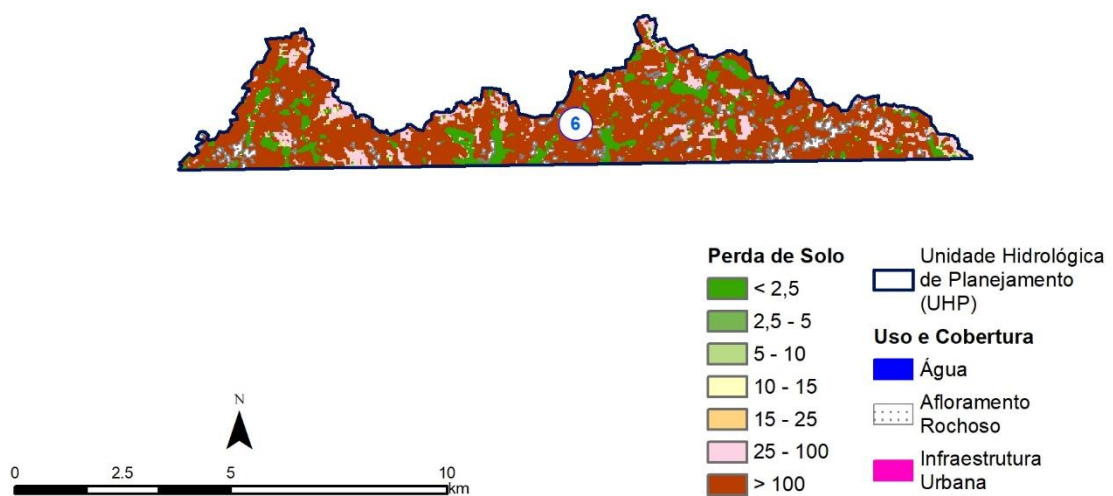 6
Perda de Solo
< 2,5
2,5 - 5
5 - 10
10 - 15
15 - 25
25 - 100
> 100
Unidade Hidrológica
de Planejamento
(UHP)
Uso e Cobertura
Água
Afloramento
Rochoso
Infraestrutura
Urbana
N
0 2.5 5 10
km